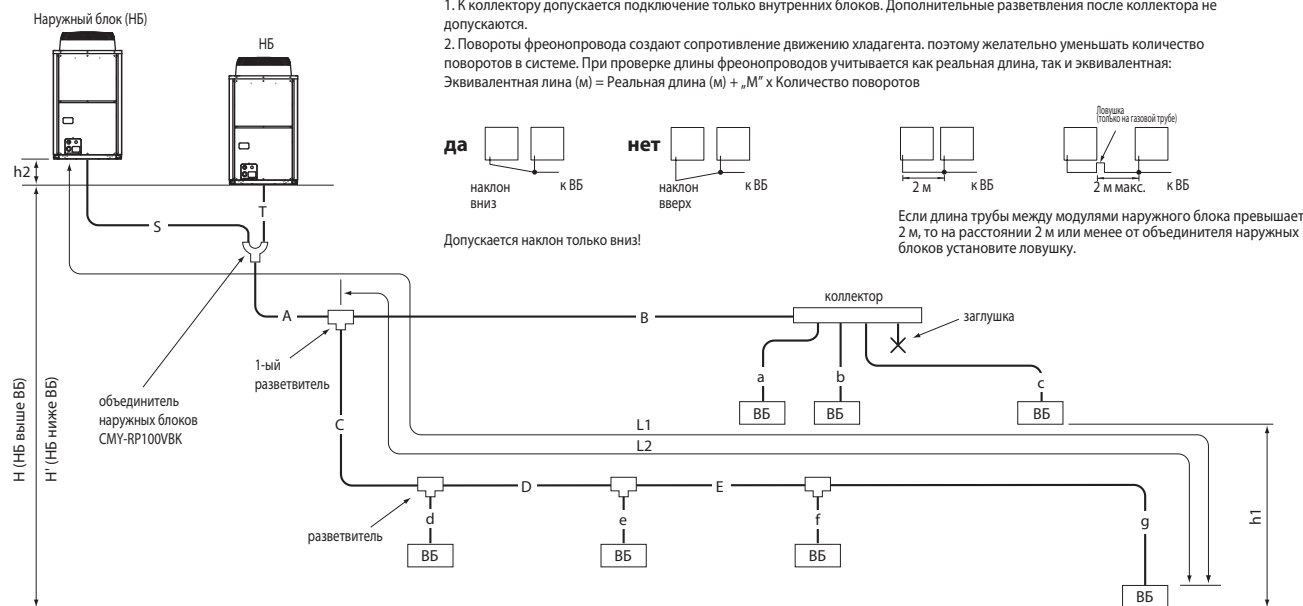 1. К коллектору допускается подключение только внутренних блоков. Дополнительные разветвления после коллектора не
допускаются.
2. Повороты фреонопровода создают сопротивление движению хладагента. поэтому желательно уменьшать количество
поворотов в системе. При проверке длины фреонопроводов учитывается как реальная длина, так и эквивалентная:
Эквивалентная лина (м) = Реальная длина (м) + „М" х Количество поворотов
Наружный блок (НБ)
НБ
h2
S
T
да
наклон
вниз
к ВБ
нет
наклон
вверх
к ВБ
2 м
к ВБ
Ловушка
(только на газовой трубе)
2 м макс.
к ВБ
Допускается наклон только вниз!
Если длина трубы между модулями наружного блока превышает
2 м, то на расстоянии 2 м или менее от объединителя наружных
блоков установите ловушку.
A
B
коллектор
заглушка
1-ый
разветвитель
объединитель
наружных блоков
CMY-RP100VBK
a
b
c
ВБ
ВБ
ВБ
C
L1
L2
H (НБ выше ВБ)
H' (НБ ниже ВБ)
h1
D
E
разветвитель
d
e
f
g
ВБ
ВБ
ВБ
ВБ